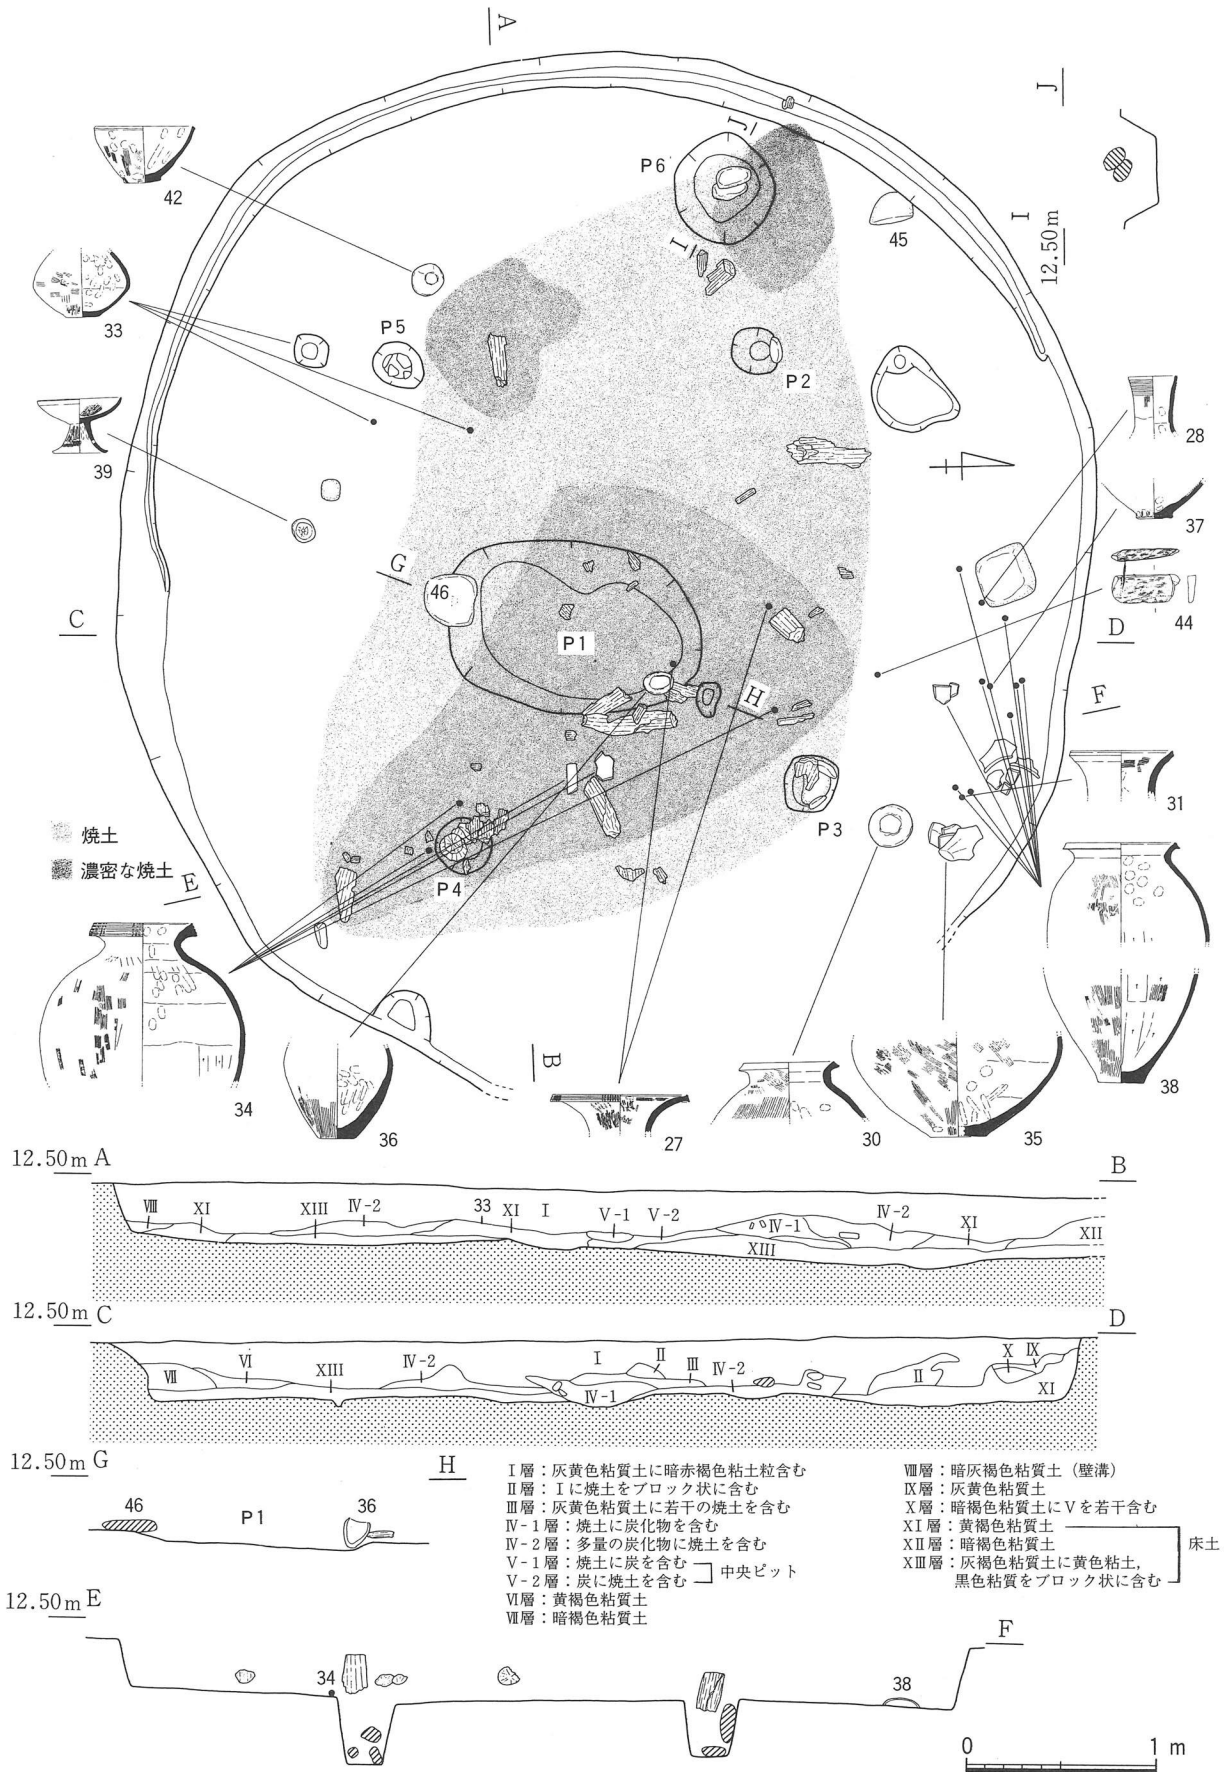 A
J
P6
42
45
I
J
I
12.50m
33
P5
P2
28
39
37
G
46
C
P1
44
D
H
F
31
P3
焼土
濃密な焼土
E
P4
B
34
36
27
30
35
38
12.50m A
B
Ⅷ
ⅩⅠ
ⅩⅢ
Ⅳ-2
33
ⅩⅠ
Ⅰ
Ⅴ-1
Ⅴ-2
Ⅳ-1
Ⅳ-2
ⅩⅠ
ⅩⅡ
ⅩⅢ
12.50m C
D
Ⅶ
Ⅵ
ⅩⅢ
Ⅳ-2
Ⅰ
Ⅱ
Ⅲ
Ⅳ-2
Ⅳ-1
Ⅱ
Ⅹ
Ⅸ
ⅩⅠ
12.50m G
H
46
P1
36
Ⅰ層：灰黄色粘質土に暗赤褐色粘土粒含む
Ⅱ層：Ⅰに焼土をブロック状に含む
Ⅲ層：灰黄色粘質土に若干の焼土を含む
Ⅳ-1層：焼土に炭化物を含む
Ⅳ-2層：多量の炭化物に焼土を含む
Ⅴ-1層：焼土に炭を含む
Ⅴ-2層：炭に焼土を含む
中央ピット
Ⅵ層：黄褐色粘質土
Ⅶ層：暗褐色粘質土
Ⅷ層：暗灰褐色粘質土（壁溝）
Ⅸ層：灰黄色粘質土
Ⅹ層：暗褐色粘質土にⅤを若干含む
ⅩⅠ層：黄褐色粘質土
ⅩⅡ層：暗褐色粘質土
ⅩⅢ層：灰褐色粘質土に黄色粘土，
黒色粘質をブロック状に含む
床土
12.50m E
F
34
38
0 1 m